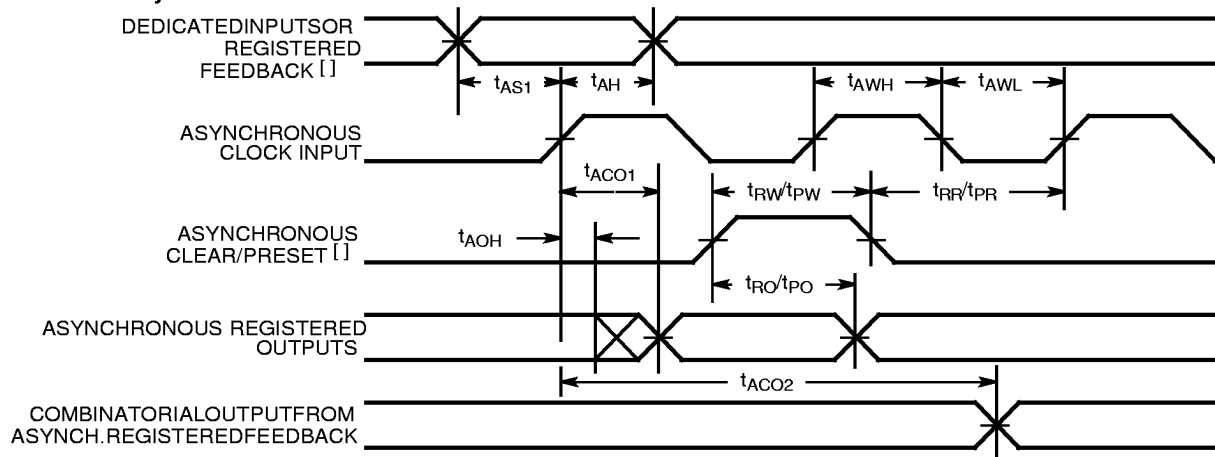 DEDICATEDINPUTSOR
REGISTERED
FEEDBACK [ ]
tAS1
tAH
tAWH
tAWL
ASYNCHRONOUS
CLOCK INPUT
tACO1
tRW/tPW
tRR/tPR
ASYNCHRONOUS
CLEAR/PRESET [ ]
tAOH
tRO/tPO
ASYNCHRONOUS REGISTERED
OUTPUTS
tACO2
COMBINATORIALOUTPUTFROM
ASYNCH.REGISTEREDFEEDBACK